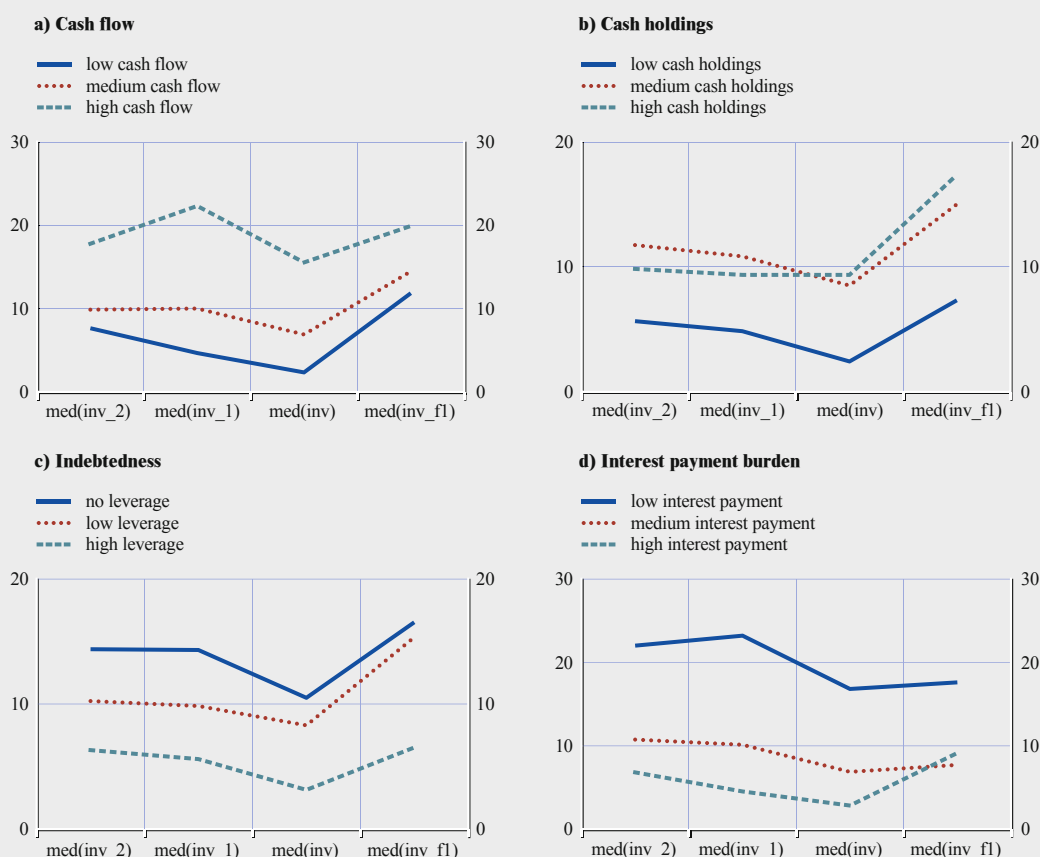 a) Cash flow
low cash flow
medium cash flow
high cash flow
30 30
20 20
10 10
0 0
med(inv_2) med(inv_1) med(inv) med(inv_f1)
b) Cash holdings
low cash holdings
medium cash holdings
high cash holdings
20 20
10 10
0 0
med(inv_2) med(inv_1) med(inv) med(inv_f1)
c) Indebtedness
no leverage
low leverage
high leverage
20 20
10 10
0 0
med(inv_2) med(inv_1) med(inv) med(inv_f1)
d) Interest payment burden
low interest payment
medium interest payment
high interest payment
30 30
20 20
10 10
0 0
med(inv_2) med(inv_1) med(inv) med(inv_f1)